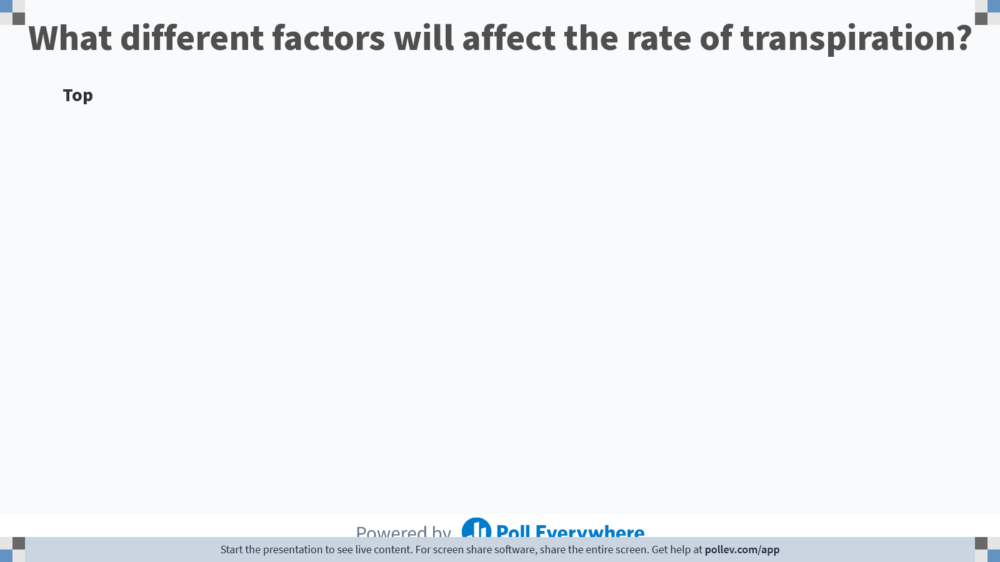 What different factors will affect the rate of transpiration?
Top
Powered by Poll Everywhere
Start the presentation to see live content. For screen share software, share the entire screen. Get help at pollev.com/app